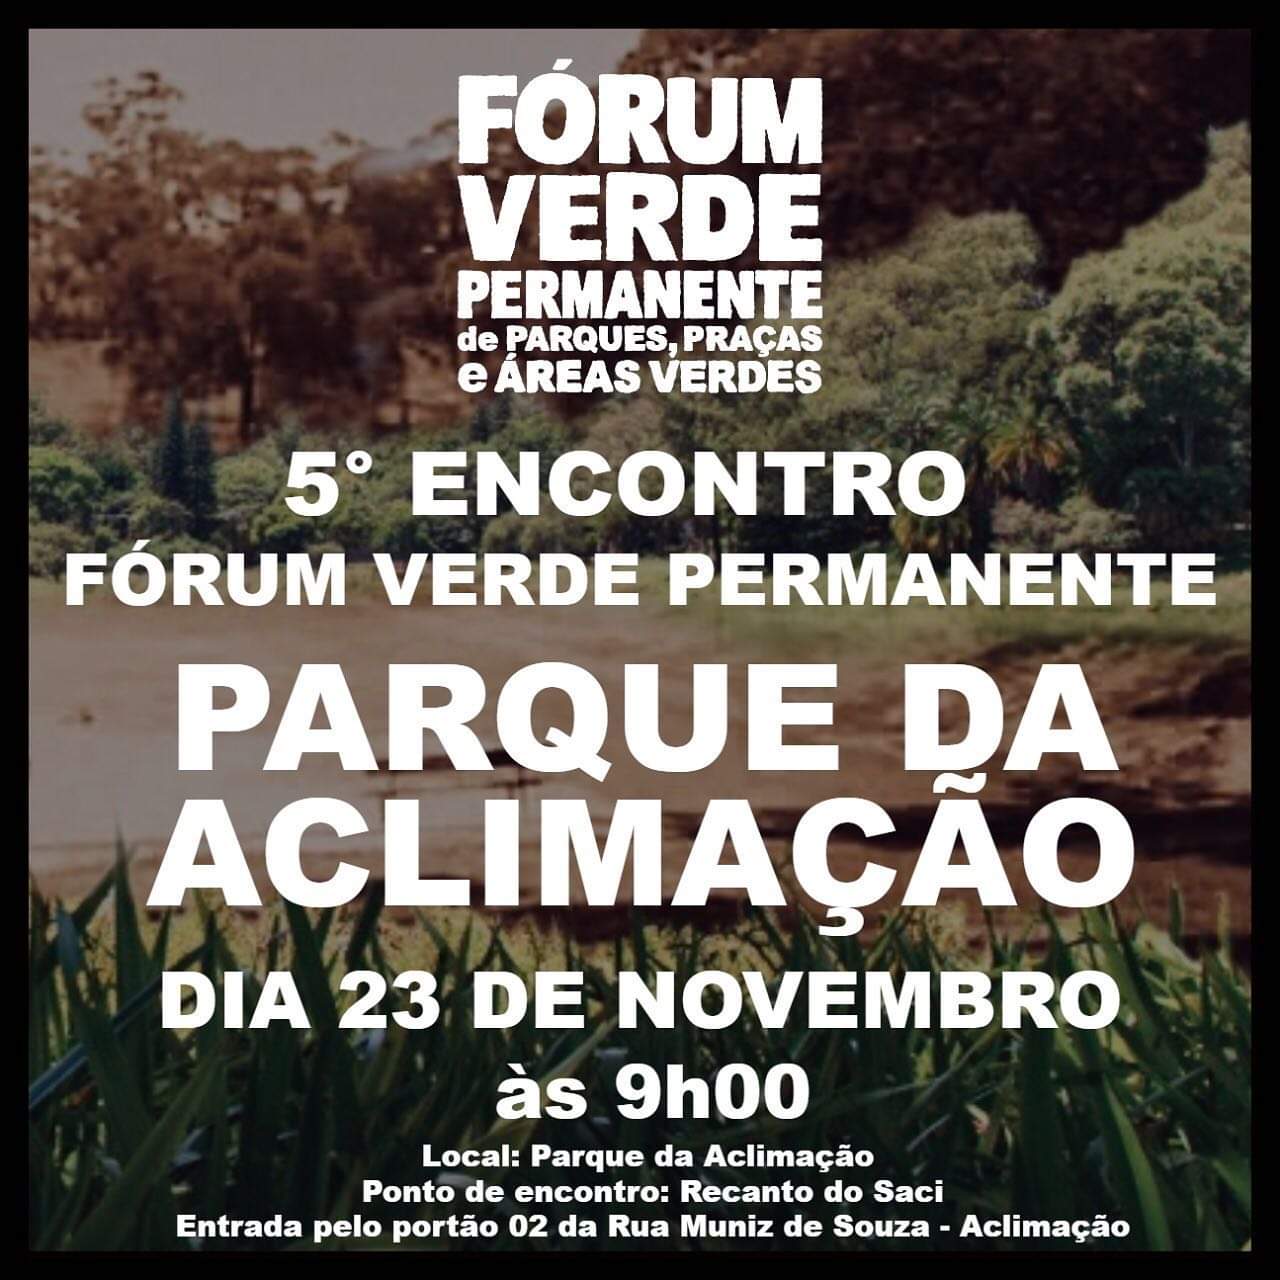 FÓRUM
VERDE
PERMANENTE
de PARQUES, PRAÇAS
e ÁREAS VERDES
5° ENCONTRO
FÓRUM VERDE PERMANENTE
PARQUE DA
ACLIMAÇÃO
DIA 23 DE NOVEMBRO
às 9h00
Local: Parque da Aclimação
Ponto de encontro: Recanto do Saci
Entrada pelo portão 02 da Rua Muniz de Souza - Aclimação